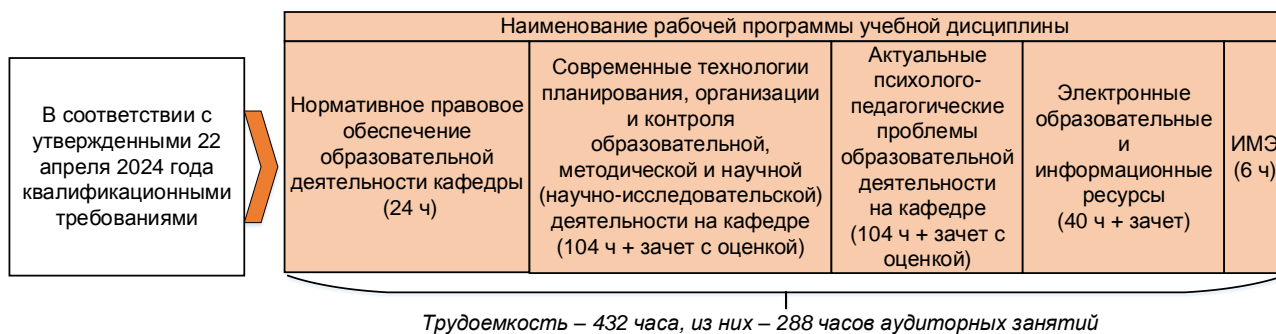 Наименование рабочей программы учебной дисциплины
В соответствии с
утвержденными 22
апреля 2024 года
квалификационными
требованиями
Нормативное правовое
обеспечение
образовательной
деятельности кафедры
(24 ч)
Современные технологии
планирования, организации
и контроля
образовательной,
методической и научной
(научно-исследовательской)
деятельности на кафедре
(104 ч + зачет с оценкой)
Актуальные
психолого-
педагогические
проблемы
образовательной
деятельности
на кафедре
(104 ч + зачет с
оценкой)
Электронные
образовательные
и
информационные
ресурсы
(40 ч + зачет)
ИМЭ
(6 ч)
Трудоемкость – 432 часа, из них – 288 часов аудиторных занятий